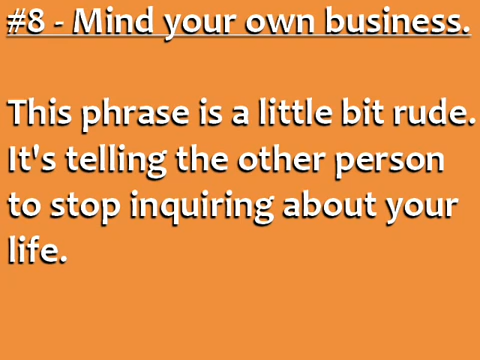 #8 - Mind your own business.
This phrase is a little bit rude.
It's telling the other person
to stop inquiring about your
life.